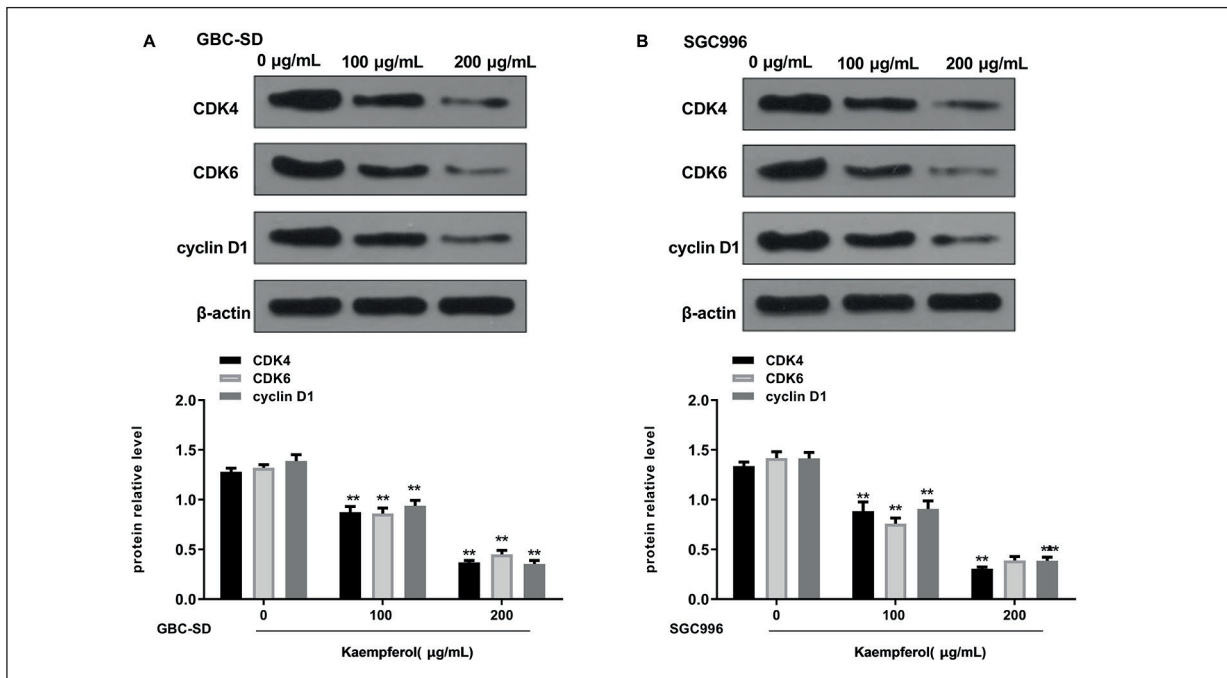 A GBC-SD
0 µg/mL 100 µg/mL 200 µg/mL
CDK4
CDK6
cyclin D1
β-actin
CDK4
CDK6
cyclin D1
protein relative level
2.0
1.5
1.0
0.5
0.0
** ** **
** ** **
0 100 200
GBC-SD
Kaempferol( µg/mL)
B SGC996
0 µg/mL 100 µg/mL 200 µg/mL
CDK4
CDK6
cyclin D1
β-actin
CDK4
CDK6
cyclin D1
protein relative level
2.0
1.5
1.0
0.5
0.0
** ** **
** ***
0 100 200
SGC996
Kaempferol( µg/mL)